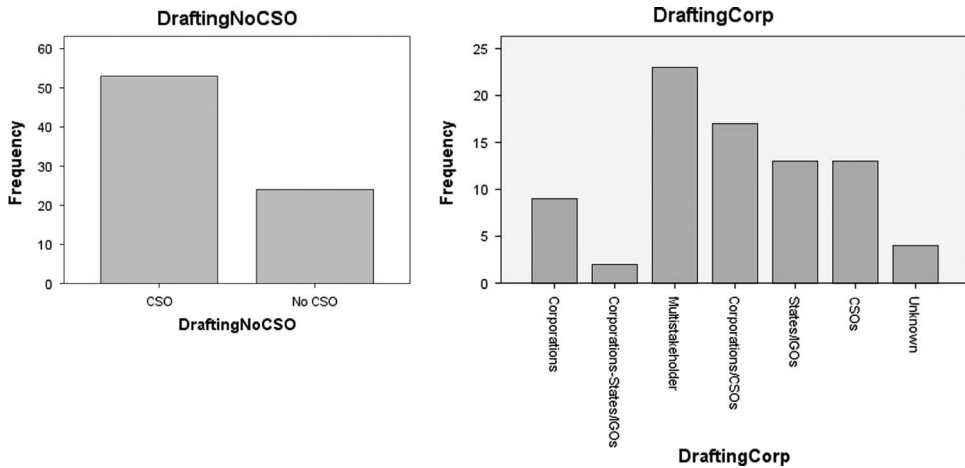 DraftingNoCSO
60
50
40
30
20
10
0
Frequency
CSO
No CSO
DraftingNoCSO
DraftingCorp
25
20
15
10
5
0
Frequency
Corporations
Corporations-States/IGOs
Multistakeholder
Corporations/CSOs
States/IGOs
CSOs
Unknown
DraftingCorp